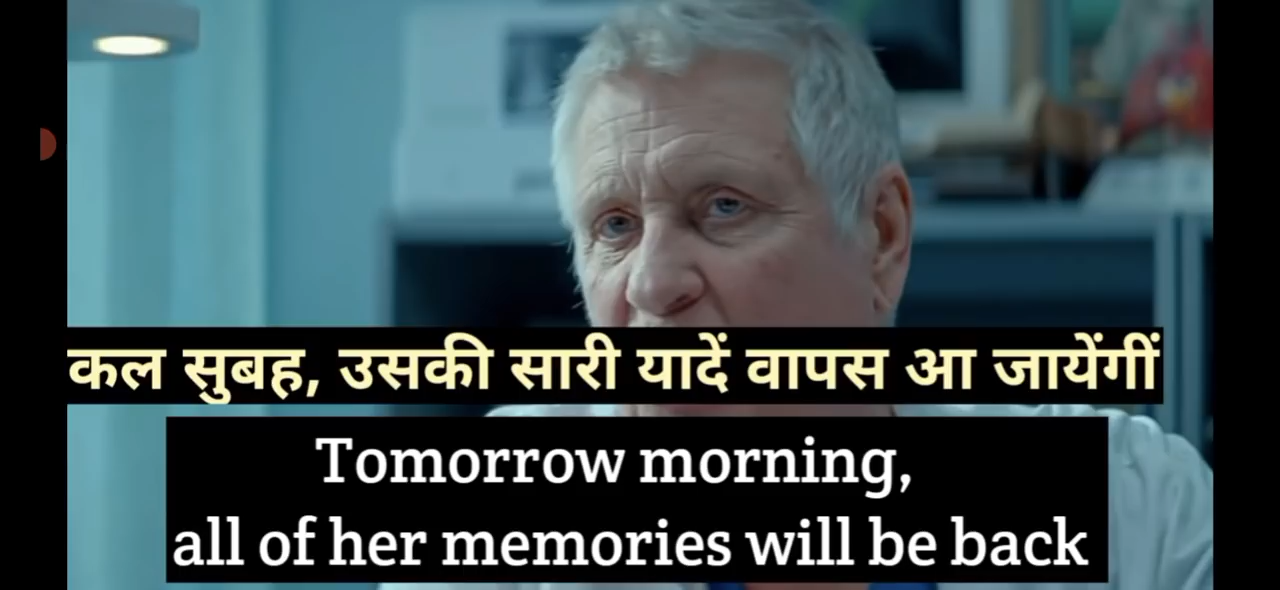 कल सुबह, उसकी सारी यादें वापस आ जायेंगीं
Tomorrow morning,
all of her memories will be back